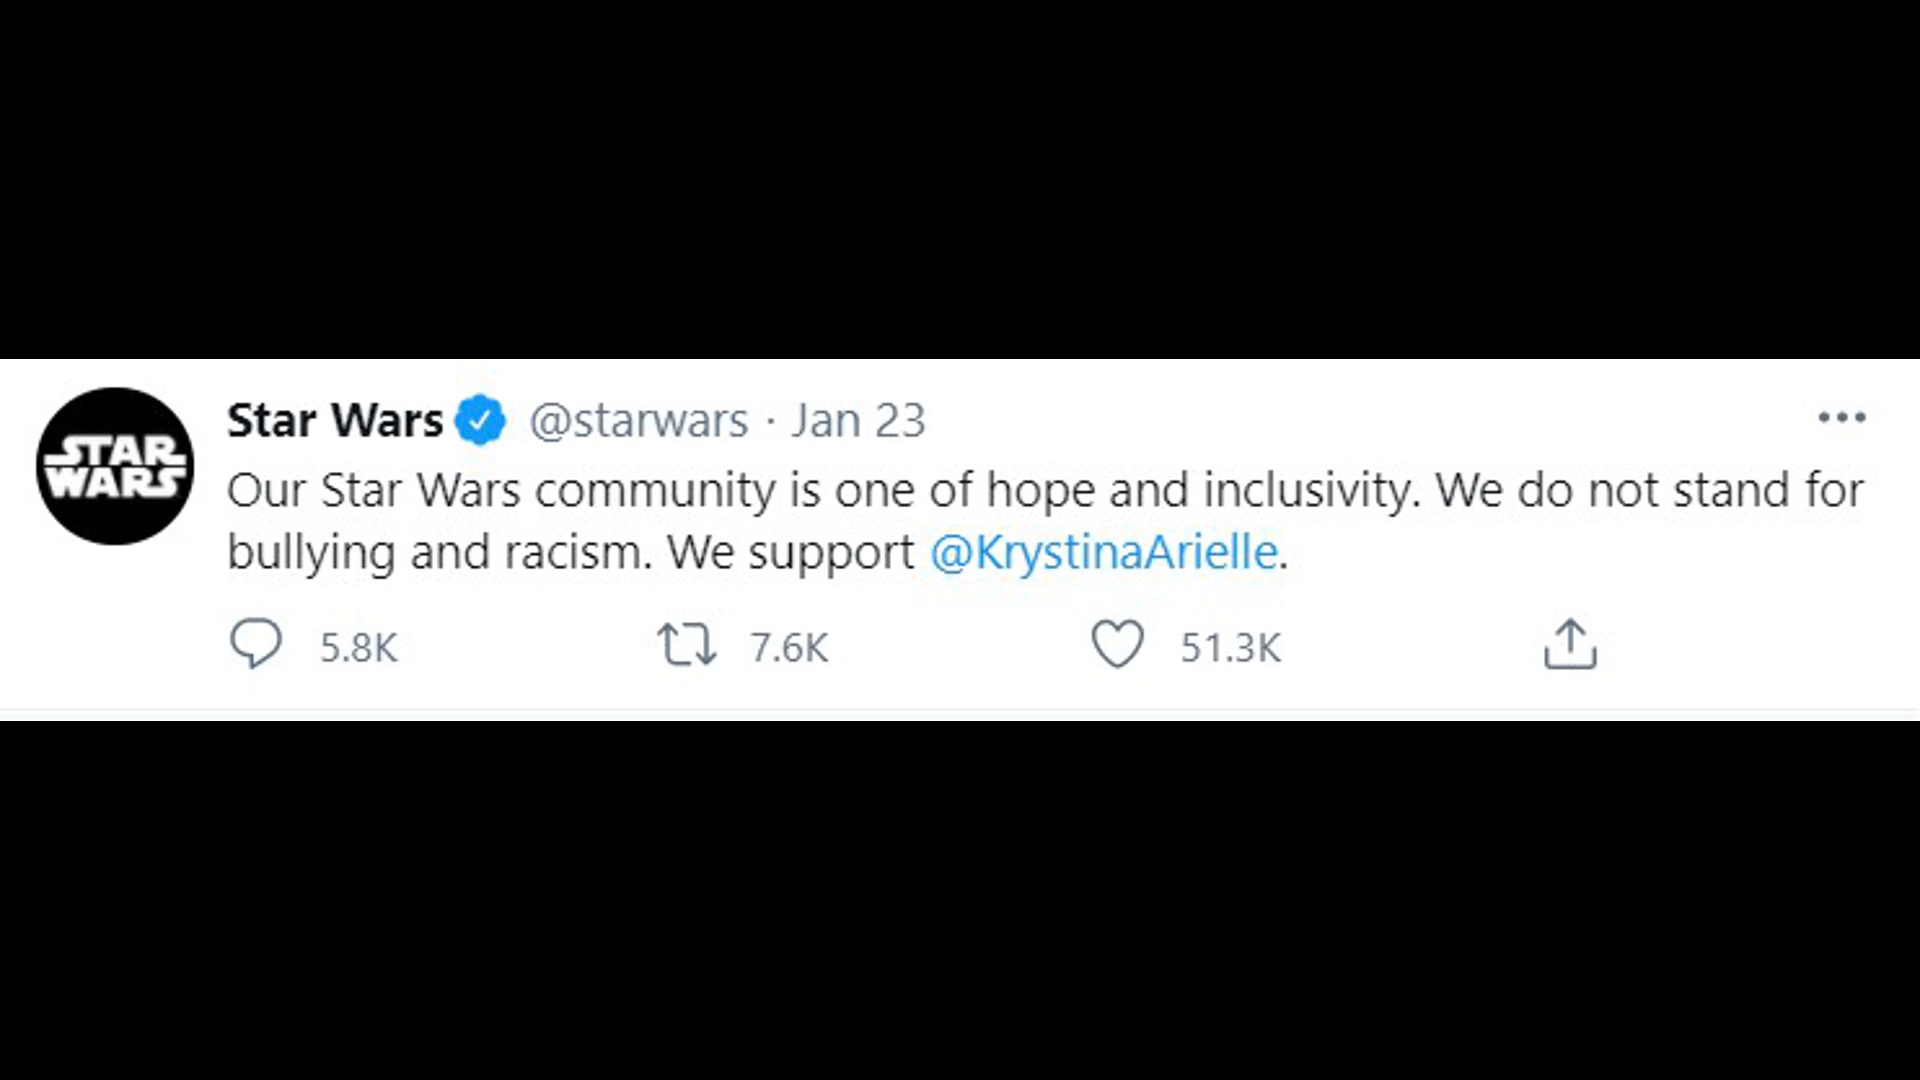 STAR
WARS
Star Wars @starwars · Jan 23
Our Star Wars community is one of hope and inclusivity. We do not stand for
bullying and racism. We support @KrystinaArielle.
5.8K 7.6K 51.3K